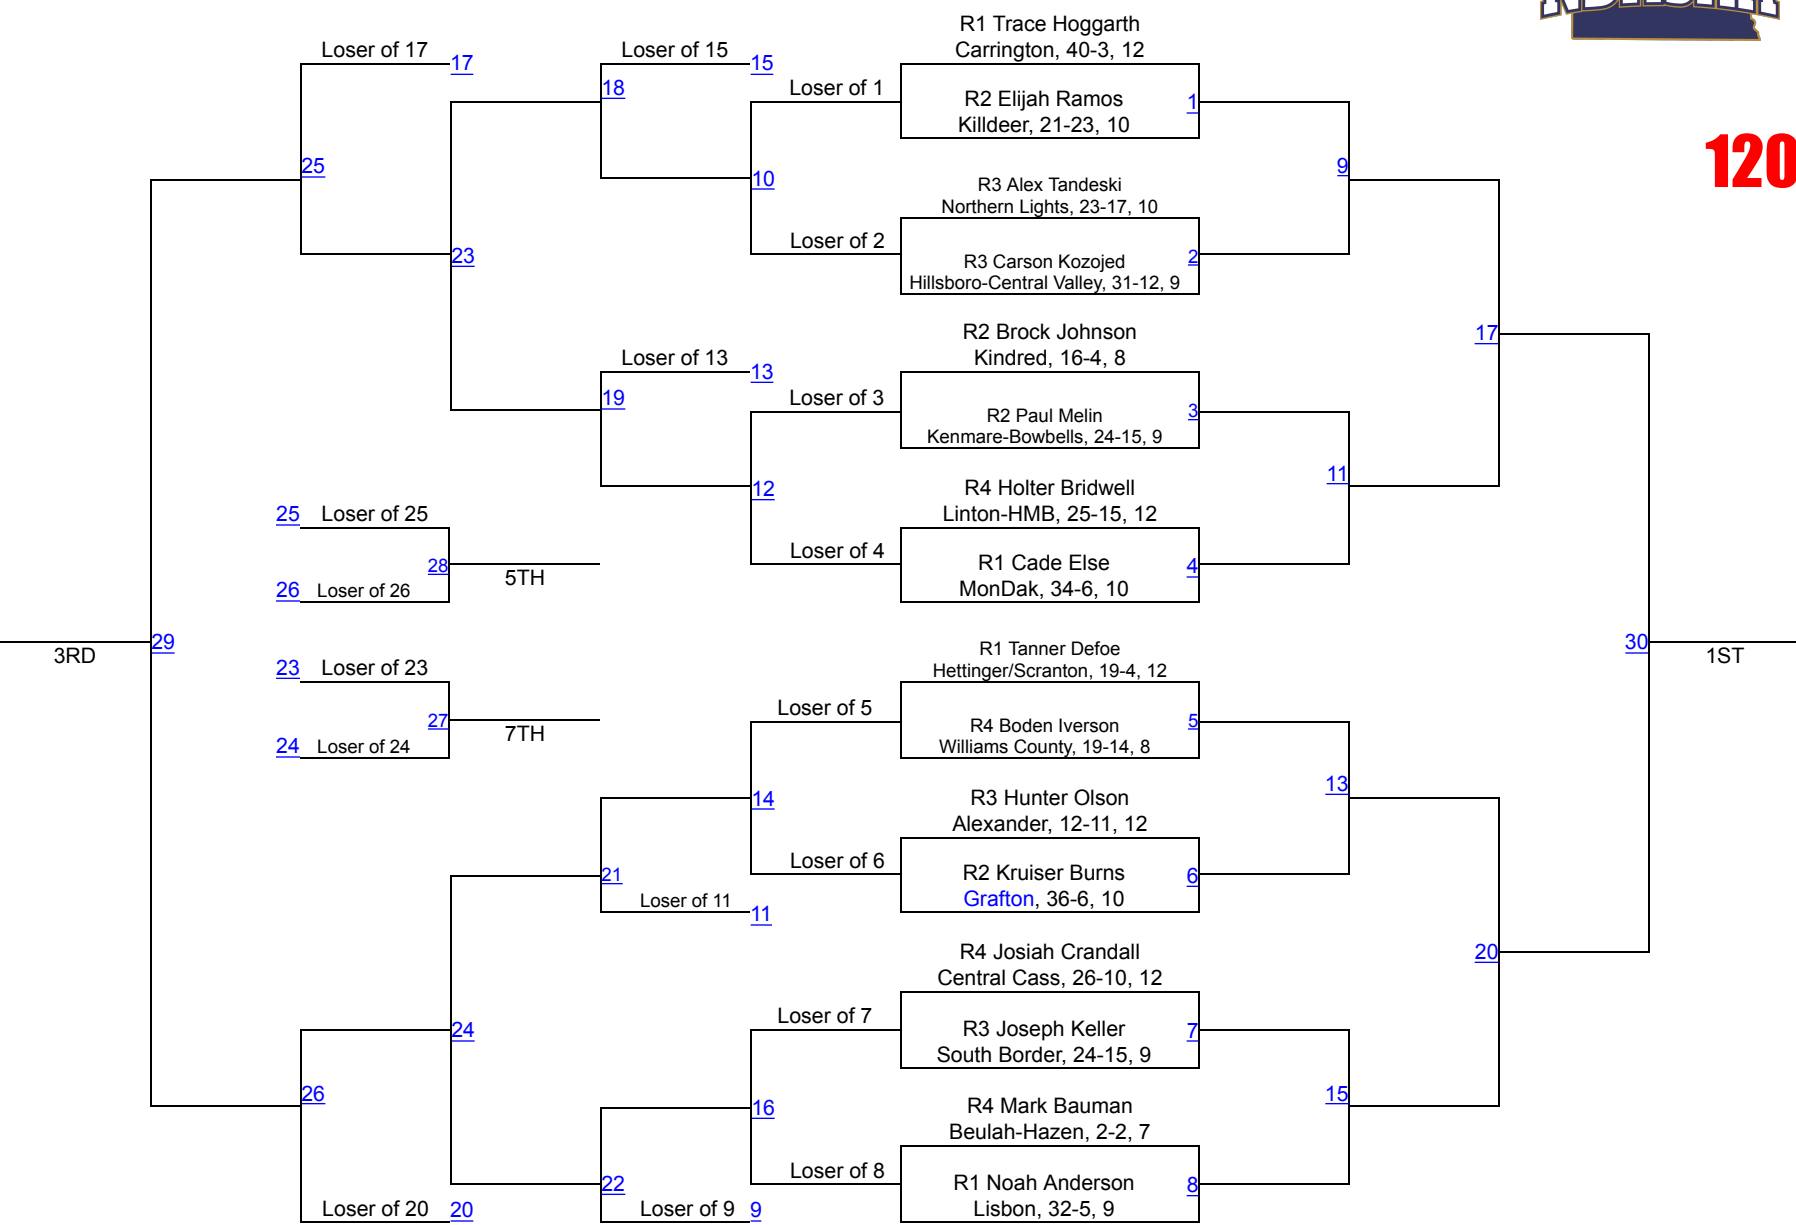 NDHSAA
R1 Trace Hoggarth
Carrington, 40-3, 12
Loser of 17
17
Loser of 15
15
18
Loser of 1
R2 Elijah Ramos
Killdeer, 21-23, 10
1
120
25
10
9
R3 Alex Tandeski
Northern Lights, 23-17, 10
23
Loser of 2
R3 Carson Kozojed
Hillsboro-Central Valley, 31-12, 9
2
R2 Brock Johnson
Kindred, 16-4, 8
17
Loser of 13
13
19
Loser of 3
R2 Paul Melin
Kenmare-Bowbells, 24-15, 9
3
12
11
R4 Holter Bridwell
Linton-HMB, 25-15, 12
25
Loser of 25
28
5TH
26
Loser of 26
Loser of 4
R1 Cade Else
MonDak, 34-6, 10
4
3RD
29
R1 Tanner Defoe
Hettinger/Scranton, 19-4, 12
30
1ST
23
Loser of 23
27
7TH
24
Loser of 24
Loser of 5
R4 Boden Iverson
Williams County, 19-14, 8
5
14
13
R3 Hunter Olson
Alexander, 12-11, 12
21
Loser of 11
11
Loser of 6
R2 Kruiser Burns
Grafton, 36-6, 10
6
R4 Josiah Crandall
Central Cass, 26-10, 12
20
24
Loser of 7
R3 Joseph Keller
South Border, 24-15, 9
7
26
16
15
R4 Mark Bauman
Beulah-Hazen, 2-2, 7
22
Loser of 8
R1 Noah Anderson
Lisbon, 32-5, 9
8
Loser of 20
20
Loser of 9
9